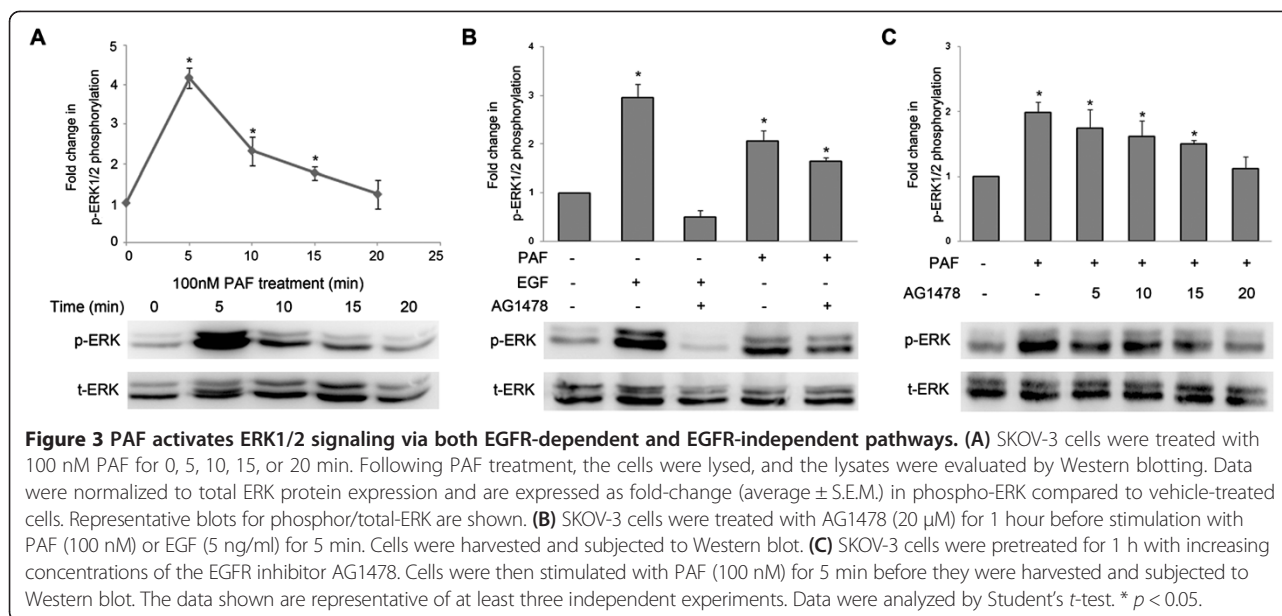 A
Fold change in
p-ERK1/2 phosphorylation
5
4
3
2
1
0
*
*
*
0 5 10 15 20 25
100nM PAF treatment (min)
Time (min) 0 5 10 15 20
p-ERK
t-ERK
B
Fold change in
p-ERK1/2 phosphorylation
4
3
2
1
0
*
*
*
PAF - - - + +
EGF - + + - -
AG1478 - - + - +
p-ERK
t-ERK
C
Fold change in
p-ERK1/2 phosphorylation
3
2
1
0
*
*
*
*
PAF - + + + + +
AG1478 - - 5 10 15 20
p-ERK
t-ERK
Figure 3 PAF activates ERK1/2 signaling via both EGFR-dependent and EGFR-independent pathways. (A) SKOV-3 cells were treated with
100 nM PAF for 0, 5, 10, 15, or 20 min. Following PAF treatment, the cells were lysed, and the lysates were evaluated by Western blotting. Data
were normalized to total ERK protein expression and are expressed as fold-change (average ± S.E.M.) in phospho-ERK compared to vehicle-treated
cells. Representative blots for phosphor/total-ERK are shown. (B) SKOV-3 cells were treated with AG1478 (20 μM) for 1 hour before stimulation with
PAF (100 nM) or EGF (5 ng/ml) for 5 min. Cells were harvested and subjected to Western blot. (C) SKOV-3 cells were pretreated for 1 h with increasing
concentrations of the EGFR inhibitor AG1478. Cells were then stimulated with PAF (100 nM) for 5 min before they were harvested and subjected to
Western blot. The data shown are representative of at least three independent experiments. Data were analyzed by Student's t-test. * p < 0.05.